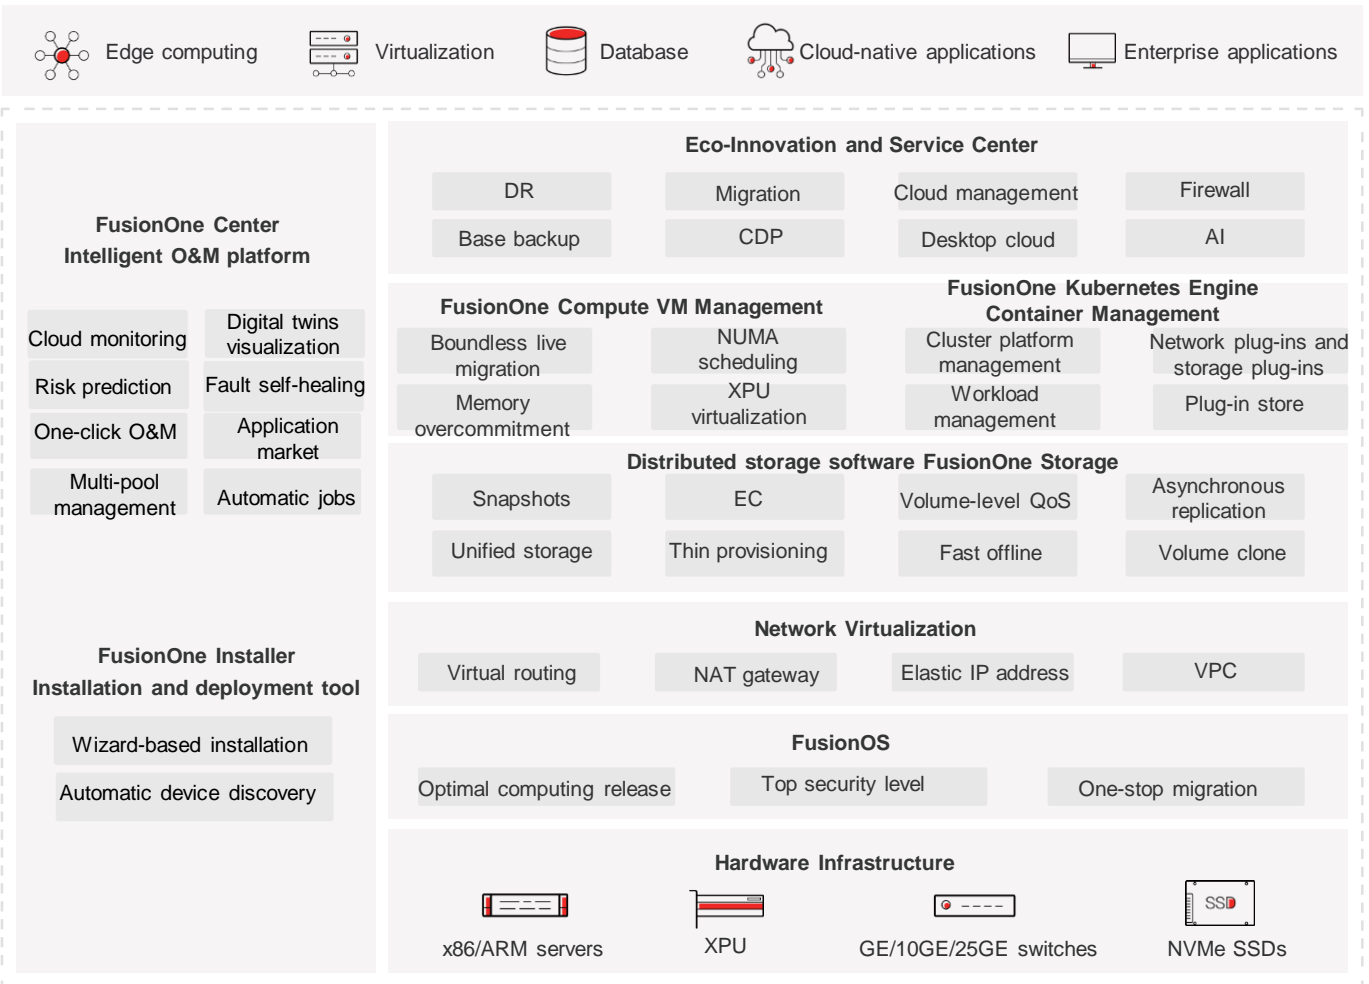 Edge computing
Virtualization
Database
Cloud-native applications
Enterprise applications
FusionOne Center
Intelligent O&M platform
Cloud monitoring
Digital twins
visualization
Risk prediction
Fault self-healing
One-click O&M
Application
market
Multi-pool
management
Automatic jobs
FusionOne Installer
Installation and deployment tool
Wizard-based installation
Automatic device discovery
Eco-Innovation and Service Center
DR
Migration
Cloud management
Firewall
Base backup
CDP
Desktop cloud
AI
FusionOne Compute VM Management
Boundless live
migration
NUMA
scheduling
Memory
overcommitment
XPU
virtualization
FusionOne Kubernetes Engine
Container Management
Cluster platform
management
Network plug-ins and
storage plug-ins
Workload
management
Plug-in store
Distributed storage software FusionOne Storage
Snapshots
EC
Volume-level QoS
Asynchronous
replication
Unified storage
Thin provisioning
Fast offline
Volume clone
Network Virtualization
Virtual routing
NAT gateway
Elastic IP address
VPC
FusionOS
Optimal computing release
Top security level
One-stop migration
Hardware Infrastructure
SSD
x86/ARM servers
XPU
GE/10GE/25GE switches
NVMe SSDs